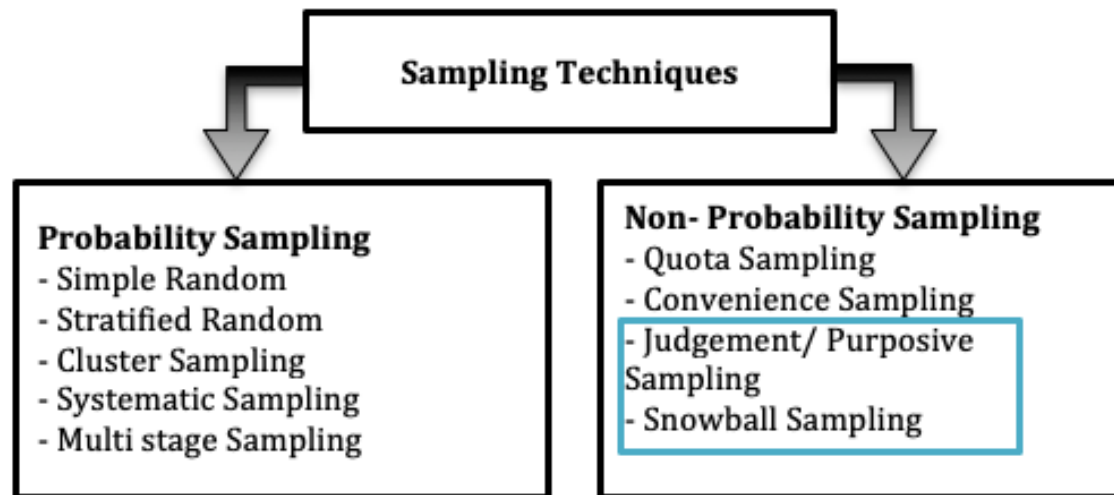 Sampling Techniques
Probability Sampling
- Simple Random
- Stratified Random
- Cluster Sampling
- Systematic Sampling
- Multi stage Sampling
Non- Probability Sampling
- Quota Sampling
- Convenience Sampling
- Judgement/ Purposive
Sampling
- Snowball Sampling